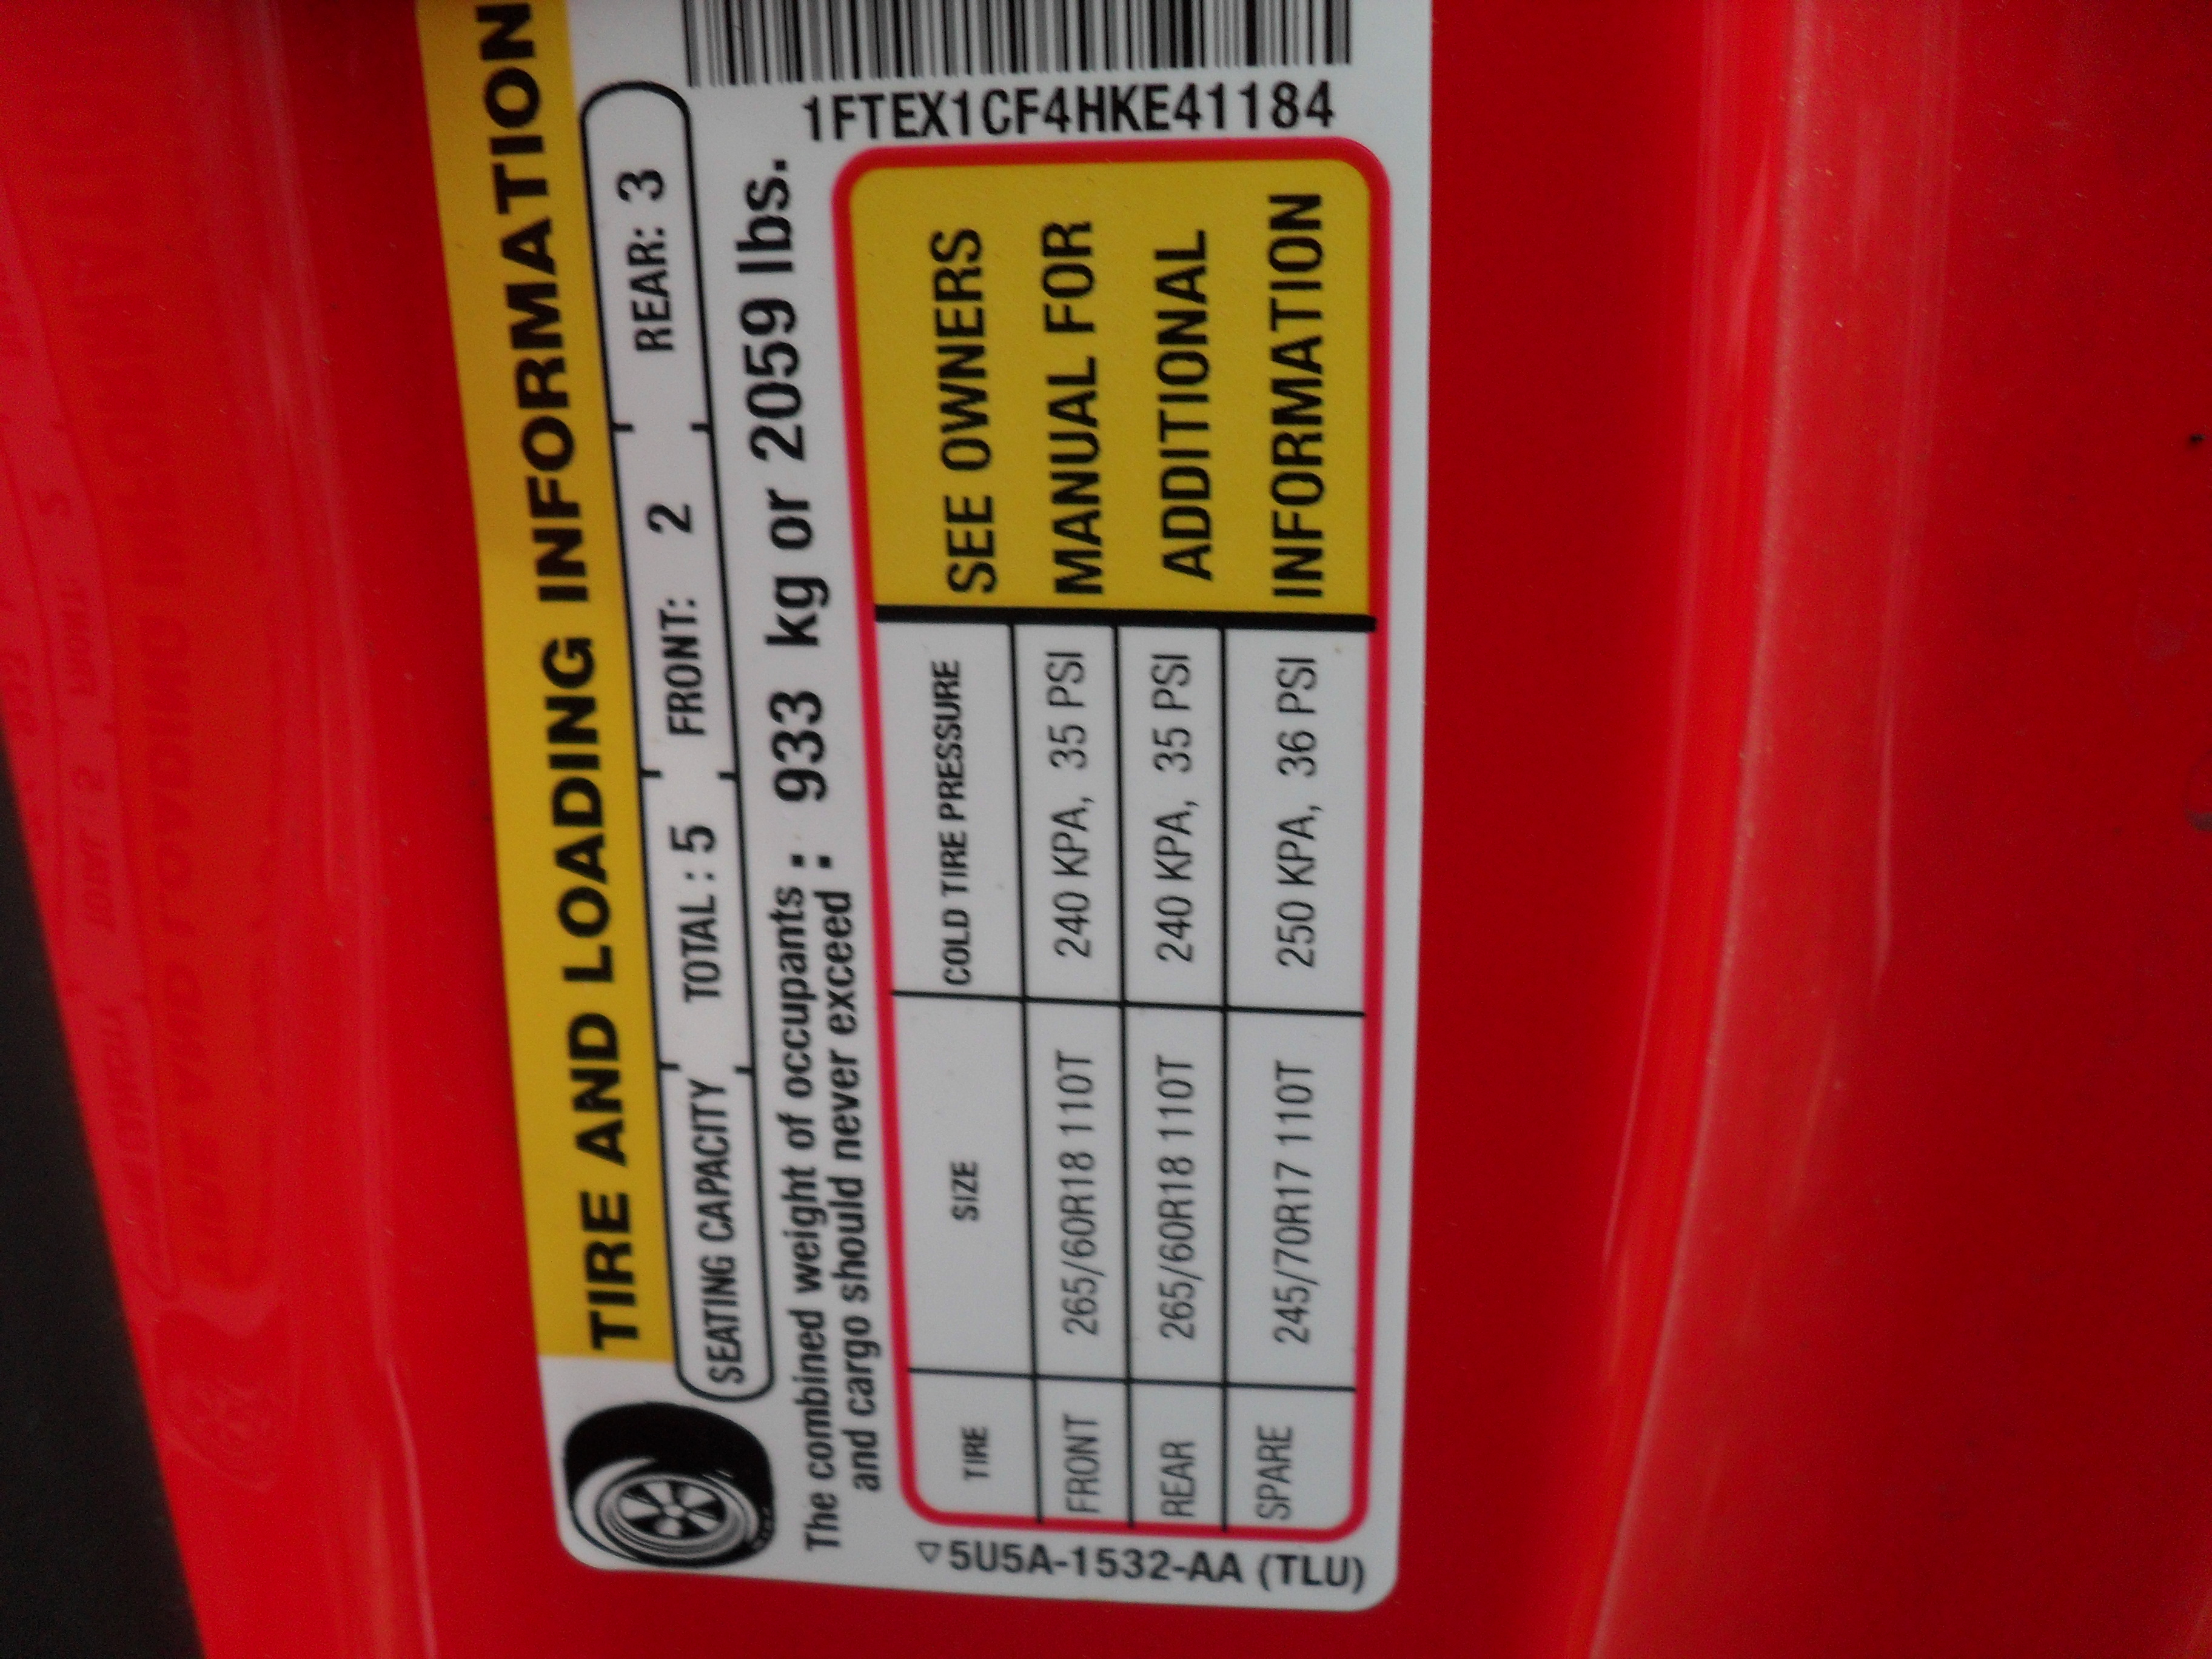 TIRE AND LOADING INFORMATION
SEATING CAPACITY TOTAL : 5 FRONT: 2 REAR: 3
The combined weight of occupants : 933 kg or 2059 lbs.
and cargo should never exceed :
1FTEX1CF4HKE41184
TIRE SIZE COLD TIRE PRESSURE
FRONT 265/60R18 110T 240 KPA, 35 PSI
REAR 265/60R18 110T 240 KPA, 35 PSI
SPARE 245/70R17 110T 250 KPA, 36 PSI
SEE OWNERS
MANUAL FOR
ADDITIONAL
INFORMATION
▽5U5A-1532-AA (TLU)